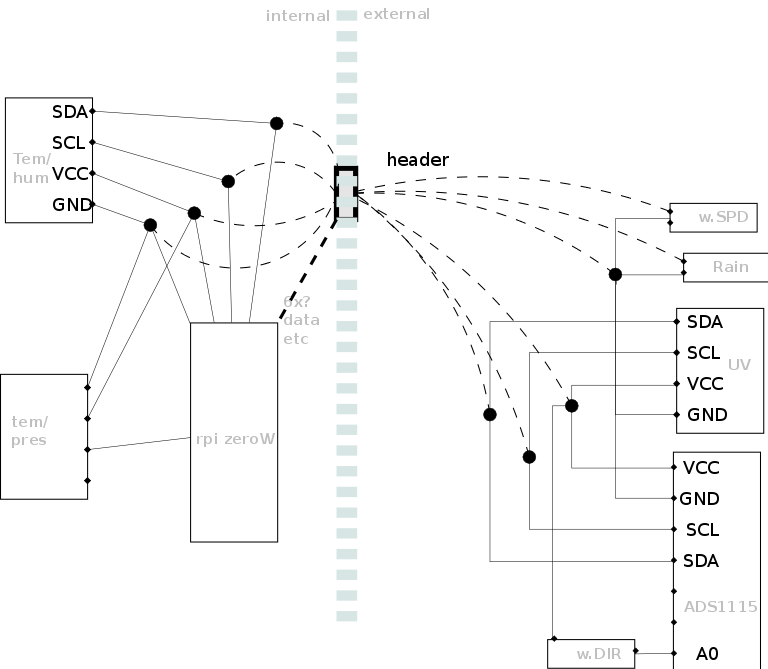 internal
external
SDA
SCL
Tem/
hum
VCC
GND
header
w.SPD
Rain
6x?
data
etc
SDA
SCL
UV
VCC
GND
tem/
pres
rpi zeroW
VCC
GND
SCL
SDA
ADS1115
w.DIR
A0